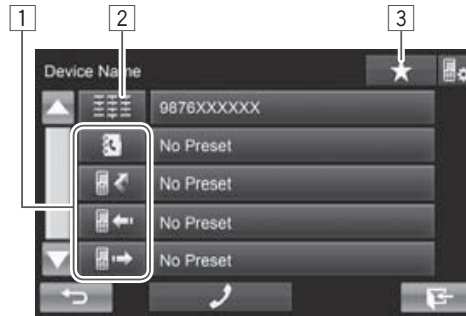 1 2 3
Device Name
9876XXXXXX
No Preset
No Preset
No Preset
No Preset